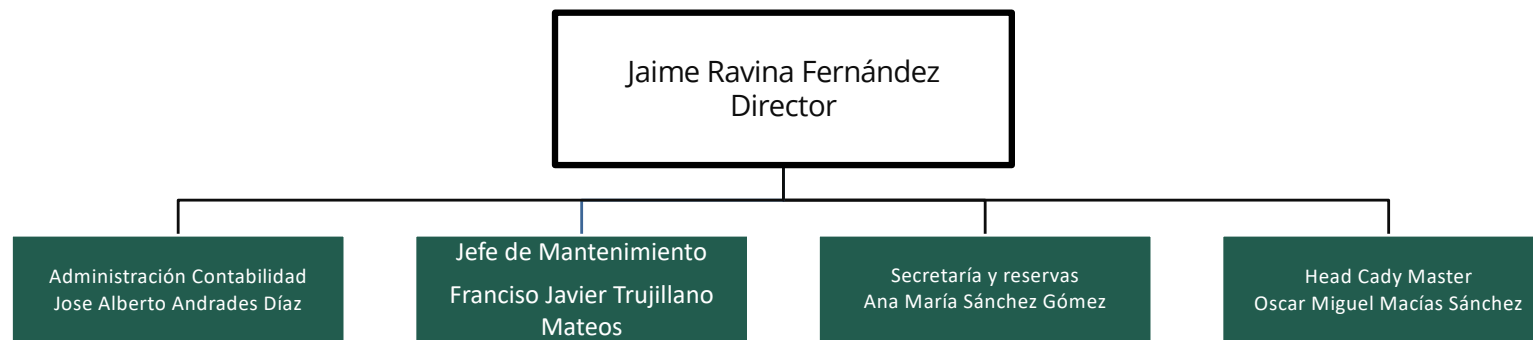 Jaime Ravina Fernández
Director
Administración Contabilidad
Jose Alberto Andrades Díaz
Jefe de Mantenimiento
Franciso Javier Trujillano
Mateos
Secretaría y reservas
Ana María Sánchez Gómez
Head Cady Master
Oscar Miguel Macías Sánchez